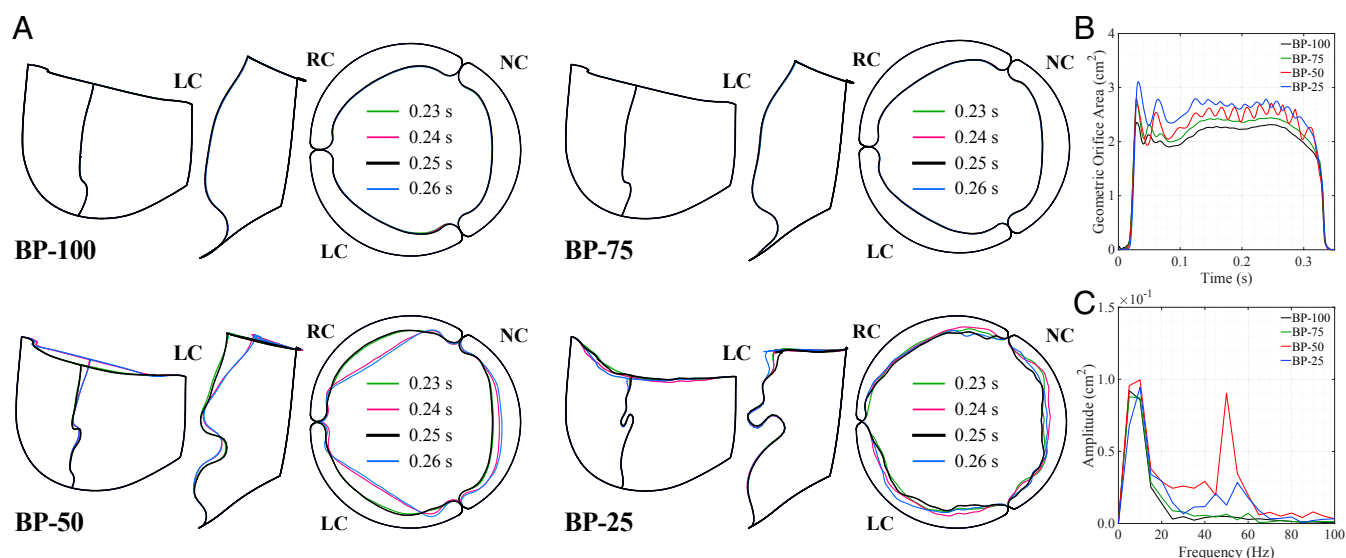 A
LC
RC
NC
0.23 s
0.24 s
0.25 s
0.26 s
LC
BP-100
LC
RC
NC
0.23 s
0.24 s
0.25 s
0.26 s
LC
BP-75
LC
RC
NC
0.23 s
0.24 s
0.25 s
0.26 s
LC
BP-50
LC
RC
NC
0.23 s
0.24 s
0.25 s
0.26 s
LC
BP-25
B
Geometric Orifice Area (cm²)
4
3
2
1
0
0 0.1 0.2 0.3
Time (s)
BP-100
BP-75
BP-50
BP-25
C
×10⁻¹
Amplitude (cm²)
1.5
1.0
0.5
0.0
0 20 40 60 80 100
Frequency (Hz)
BP-100
BP-75
BP-50
BP-25